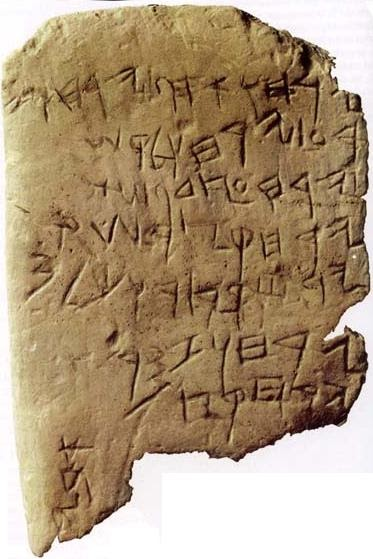 𐤉𐤓𐤇𐤅 𐤀𐤎𐤐 𐤉𐤓𐤇𐤅 𐤆
𐤓𐤏 𐤉𐤓𐤇𐤅 𐤋𐤒𐤔
𐤉𐤓𐤇 𐤏𐤑𐤃 𐤐𐤔𐤕
𐤉𐤓𐤇 𐤒𐤑𐤓 𐤔𐤏𐤓𐤌
𐤉𐤓𐤇 𐤒𐤑𐤓 𐤅𐤊𐤋
𐤉𐤓𐤇𐤅 𐤆𐤌𐤓
𐤉𐤓𐤇 𐤒𐤑
𐤀𐤁𐤉